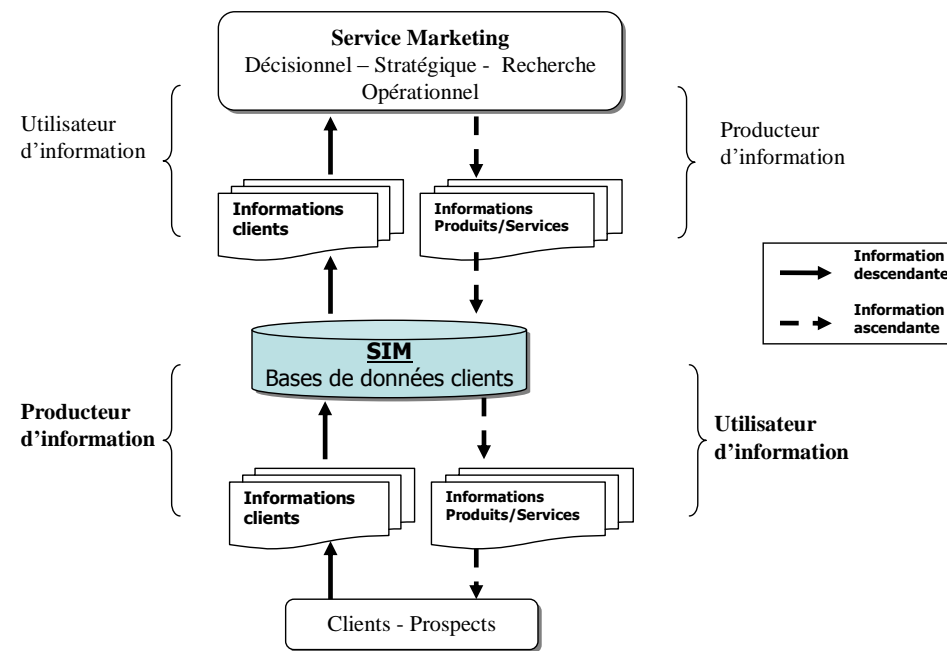 Service Marketing
Décisionnel – Stratégique - Recherche
Opérationnel
Utilisateur
d’information
Producteur
d’information
Informations
clients
Informations
Produits/Services
Information
descendante
Information
ascendante
SIM
Bases de données clients
Producteur
d’information
Utilisateur
d’information
Informations
clients
Informations
Produits/Services
Clients - Prospects